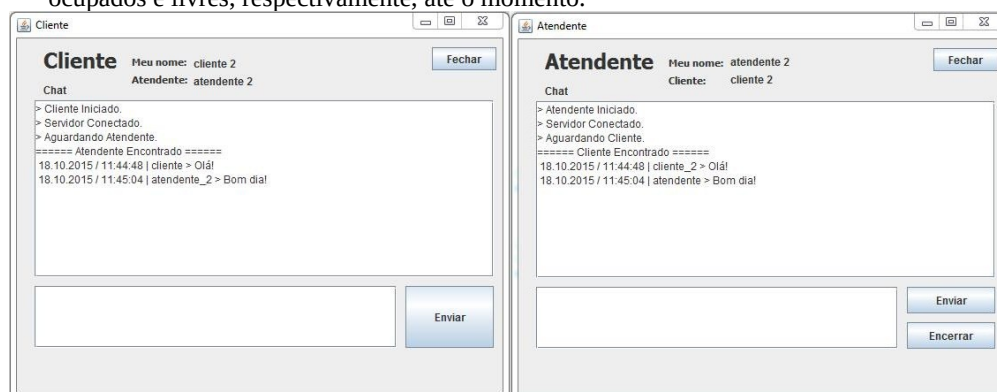 ocupados e livres, respectivamente, até o momento.
Cliente
Cliente
Meu nome: cliente 2
Fechar
Atendente: atendente 2
Chat
> Cliente Iniciado.
> Servidor Conectado.
> Aguardando Atendente.
====== Atendente Encontrado ======
18.10.2015 / 11:44:48 | cliente > Olá!
18.10.2015 / 11:45:04 | atendente_2 > Bom dia!
Enviar
Atendente
Atendente
Meu nome: atendente 2
Fechar
Cliente: cliente 2
Chat
> Atendente Iniciado.
> Servidor Conectado.
> Aguardando Cliente.
====== Cliente Encontrado ======
18.10.2015 / 11:44:48 | cliente_2 > Olá!
18.10.2015 / 11:45:04 | atendente > Bom dia!
Enviar
Encerrar